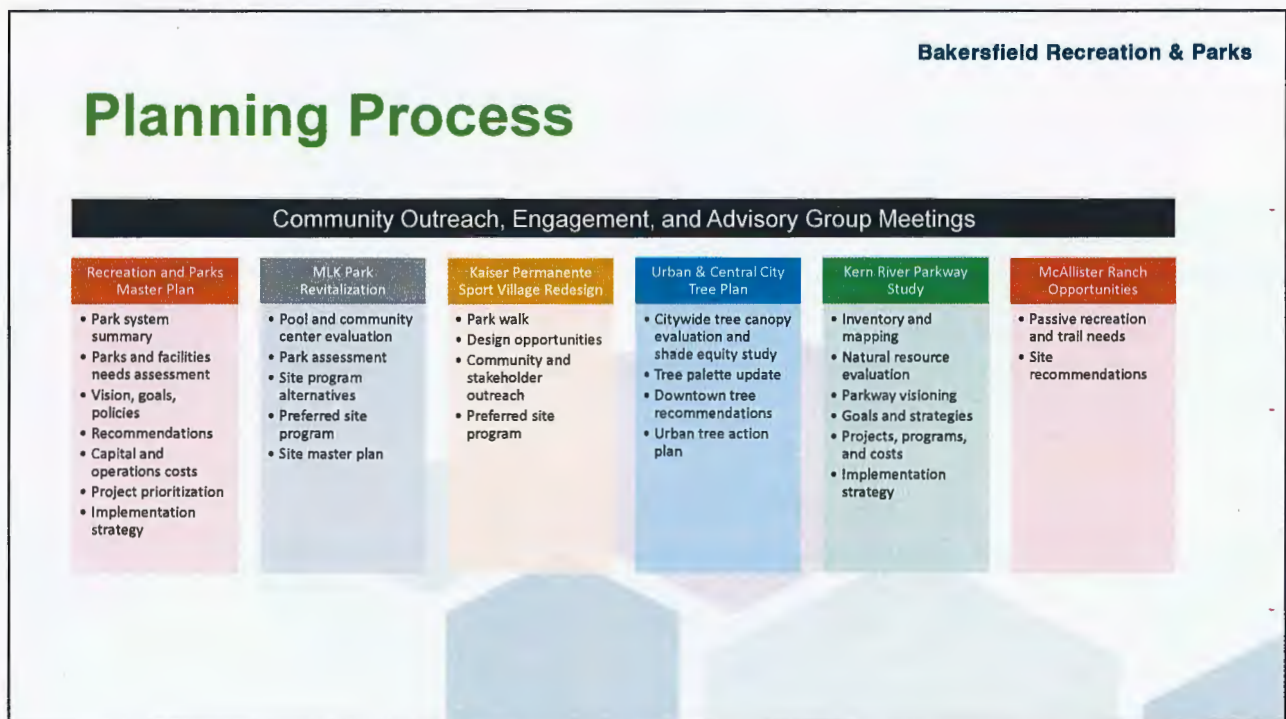 Bakersfield Recreation & Parks
Planning Process
Community Outreach, Engagement, and Advisory Group Meetings
Recreation and Parks
Master Plan
• Park system
summary
• Parks and facilities
needs assessment
• Vision, goals,
policies
• Recommendations
• Capital and
operations costs
• Project prioritization
• Implementation
strategy
MLK Park
Revitalization
• Pool and community
center evaluation
• Park assessment
• Site program
alternatives
• Preferred site
program
• Site master plan
Kaiser Permanente
Sport Village Redesign
• Park walk
• Design opportunities
• Community and
stakeholder
outreach
• Preferred site
program
Urban & Central City
Tree Plan
• Citywide tree canopy
evaluation and
shade equity study
• Tree palette update
• Downtown tree
recommendations
• Urban tree action
plan
Kern River Parkway
Study
• Inventory and
mapping
• Natural resource
evaluation
• Parkway visioning
• Goals and strategies
• Projects, programs,
and costs
• Implementation
strategy
McAllister Ranch
Opportunities
• Passive recreation
and trail needs
• Site
recommendations